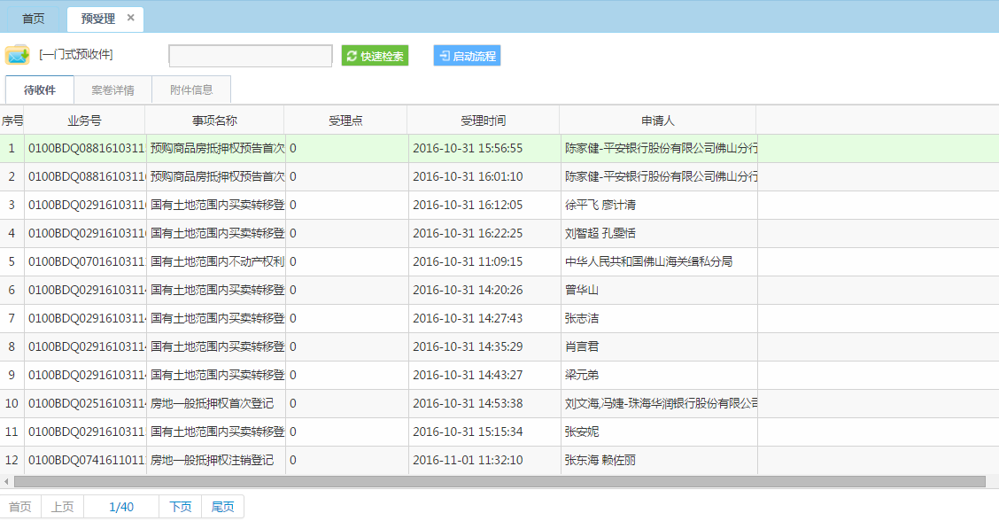 首页 预受理 ×
[一门式预收件] 快速检索 启动流程
待收件 案卷详情 附件信息
序号 业务号 事项名称 受理点 受理时间 申请人
1 0100BDQ08816103115 预购商品房抵押权预告首次 0 2016-10-31 15:56:55 陈家健-平安银行股份有限公司佛山分行
2 0100BDQ08816103116 预购商品房抵押权预告首次 0 2016-10-31 16:01:10 陈家健-平安银行股份有限公司佛山分行
3 0100BDQ02916103116 国有土地范围内买卖转移登 0 2016-10-31 16:12:05 徐平飞 廖计清
4 0100BDQ02916103116 国有土地范围内买卖转移登 0 2016-10-31 16:22:25 刘智超 孔雯恬
5 0100BDQ07016103111 国有土地范围内不动产权利 0 2016-10-31 11:09:15 中华人民共和国佛山海关缉私分局
6 0100BDQ02916103114 国有土地范围内买卖转移登 0 2016-10-31 14:20:26 曾华山
7 0100BDQ02916103114 国有土地范围内买卖转移登 0 2016-10-31 14:27:43 张志洁
8 0100BDQ02916103114 国有土地范围内买卖转移登 0 2016-10-31 14:35:29 肖言君
9 0100BDQ02916103114 国有土地范围内买卖转移登 0 2016-10-31 14:43:27 梁元弟
10 0100BDQ02516103114 房地一般抵押权首次登记 0 2016-10-31 14:53:38 刘文海,冯婕-珠海华润银行股份有限公司
11 0100BDQ02916103115 国有土地范围内买卖转移登 0 2016-10-31 15:15:34 张安妮
12 0100BDQ07416110111 房地一般抵押权注销登记 0 2016-11-01 11:32:10 张东海 赖佐丽
首页 上页 1/40 下页 尾页